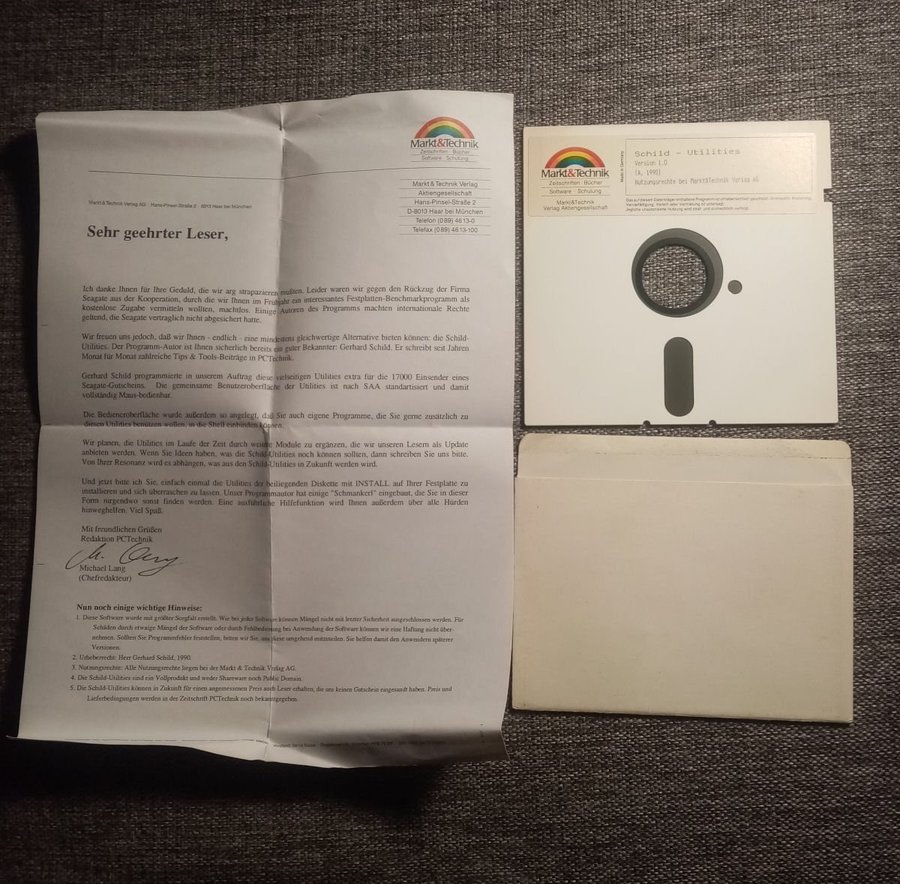 Markt&Technik
Zeitschriften Bücher
Software Schulung
Markt & Technik Verlag
Aktiengesellschaft
Hans-Pinsel-Straße 2
D-8013 Haar bei München
Telefon (089) 4613-0
Telefax (089) 4613-100
Markt & Technik Verlag AG Hans-Pinsel-Straße 2 8013 Haar bei München
Sehr geehrter Leser,
Ich danke Ihnen für Ihre Geduld, die wir arg strapazieren mußten. Leider waren wir gegen den Rückzug der Firma
Seagate aus der Kooperation, durch die wir Ihnen im Frühjahr ein interessantes Festplatten-Benchmarkprogramm als
kostenlose Zugabe vermitteln wollten, machtlos. Einige Autoren des Programms machten internationale Rechte
geltend, die Seagate vertraglich nicht abgesichert hatte.
Wir freuen uns jedoch, daß wir Ihnen - endlich - eine mindestens gleichwertige Alternative bieten können: die Schild-
Utilities. Der Programm-Autor ist Ihnen sicherlich bereits ein guter Bekannter: Gerhard Schild. Er schreibt seit Jahren
Monat für Monat zahlreiche Tips & Tools-Beiträge in PCTechnik.
Gerhard Schild programmierte in unserem Auftrag diese vielseitigen Utilities extra für die 17000 Einsender eines
Seagate-Gutscheins. Die gemeinsame Benutzeroberfläche der Utilities ist nach SAA standartisiert und damit
vollständig Maus-bedienbar.
Die Bedieneroberfläche wurde außerdem so angelegt, daß Sie auch eigene Programme, die Sie gerne zusätzlich zu
diesen Utilities benützen wollen, in die Shell einbinden können.
Wir planen, die Utilities im Laufe der Zeit durch weitere Module zu ergänzen, die wir unseren Lesern als Update
anbieten werden. Wenn Sie Ideen haben, was die Schild-Utilities noch können sollten, dann schreiben Sie uns bitte.
Von Ihrer Resonanz wird es abhängen, was aus den Schild-Utilities in Zukunft werden wird.
Und jetzt bitte ich Sie, einfach einmal die Utilities der beiliegenden Diskette mit INSTALL auf Ihrer Festplatte zu
installieren und sich überraschen zu lassen. Unser Programmautor hat einige "Schmankerl" eingebaut, die Sie in dieser
Form nirgendwo sonst finden werden. Eine ausführliche Hilfefunktion wird Ihnen außerdem über alle Hürden
hinweghelfen. Viel Spaß.
Mit freundlichen Grüßen
Redaktion PCTechnik
Michael Lang
(Chefredakteur)
Nun noch einige wichtige Hinweise:
1. Diese Software wurde mit größter Sorgfalt erstellt. Wie bei jeder Software können Mängel nicht mit letzter Sicherheit ausgeschlossen werden. Für
Schäden durch etwaige Mängel der Software oder durch Fehlbedienung bei Anwendung der Software können wir eine Haftung nicht über-
nehmen. Sollten Sie Programmfehler feststellen, bitten wir Sie, uns diese umgehend mitzuteilen. Sie helfen damit den Anwendern späterer
Versionen.
2. Urheberrecht: Herr Gerhard Schild, 1990.
3. Nutzungsrechte: Alle Nutzungsrechte liegen bei der Markt & Technik Verlag AG.
4. Die Schild-Utilities sind ein Vollprodukt und weder Shareware noch Public Domain.
5. Die Schild-Utilities können in Zukunft für einen angemessenen Preis auch Leser erhalten, die uns keinen Gutschein eingesandt haben. Preis und
Lieferbedingungen werden in der Zeitschrift PCTechnik noch bekanntgegeben.
Markt&Technik
Zeitschriften Bücher
Software Schulung
Markt&Technik
Verlag Aktiengesellschaft
Made in Germany
Schild - Utilities
Version 1.0
(A. 1990)
Nutzungsrechte bei Markt&Technik Verlag AG